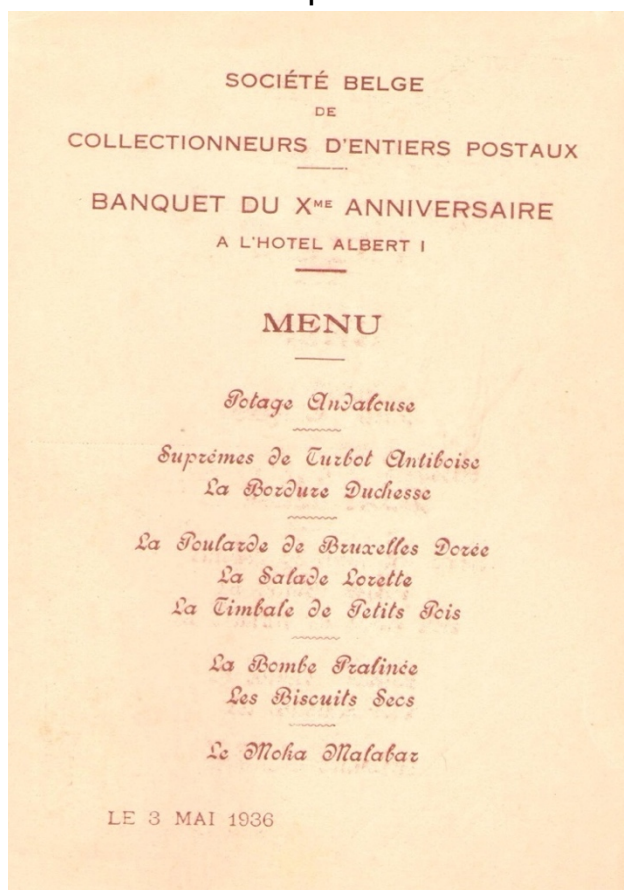 SOCIÉTÉ BELGE
DE
COLLECTIONNEURS D'ENTIERS POSTAUX
BANQUET DU XME ANNIVERSAIRE
A L'HOTEL ALBERT I
MENU
Potage Andalouse
Suprêmes de Turbot Antiboise
La Bordure Duchesse
La Poularde de Bruxelles Dorée
La Salade Lorette
La Timbale de Petits Pois
La Bombe Pralinée
Les Biscuits Secs
Le Moka Malabar
LE 3 MAI 1936